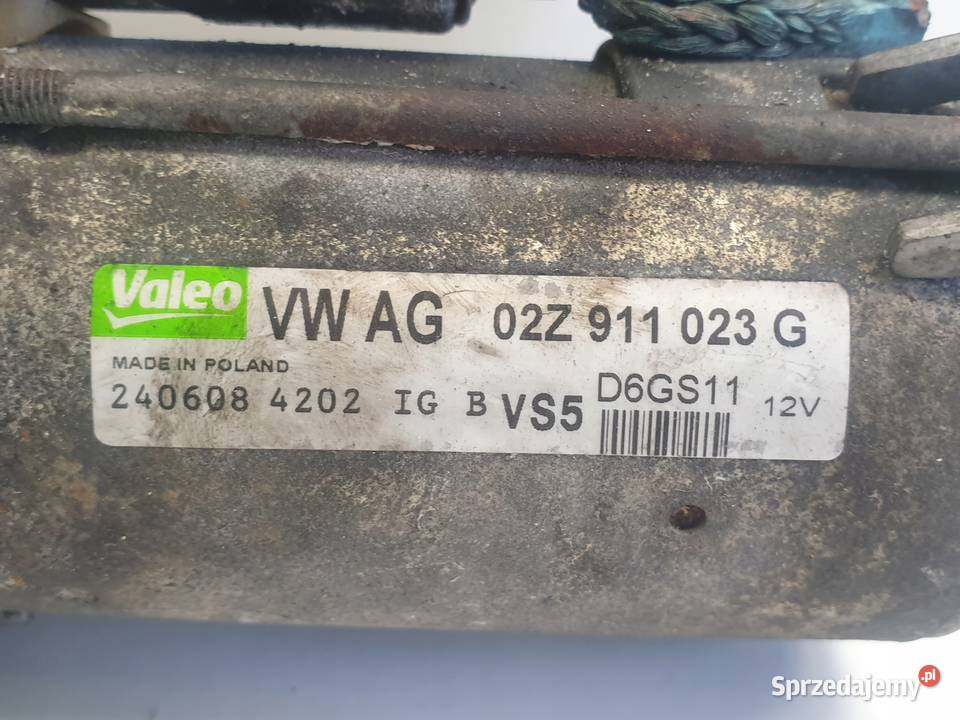 Valeo VW AG 02Z 911 023 G
MADE IN POLAND
240608 4202 IG B VS5 D6GS11 12V
Sprzedajemy.pl